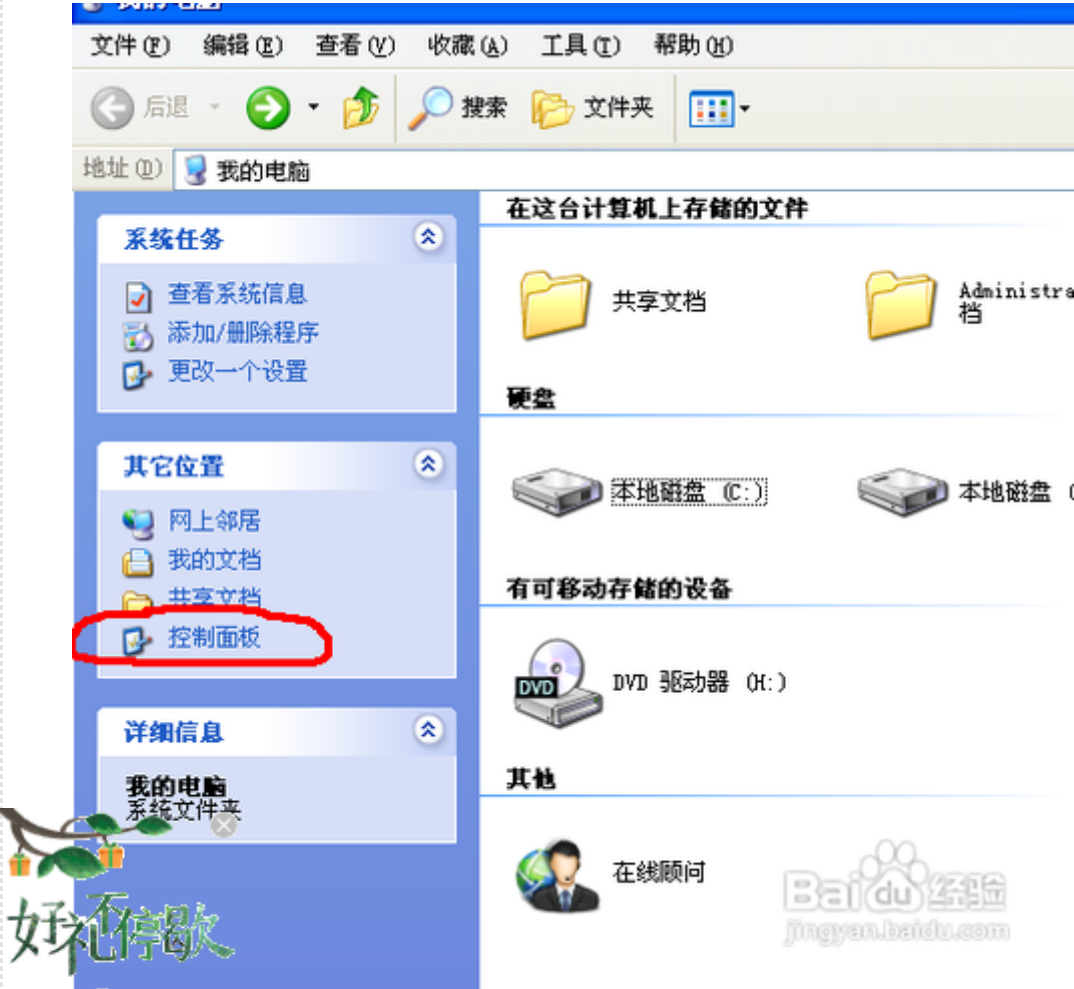 我的电脑
文件(F) 编辑(E) 查看(V) 收藏(A) 工具(T) 帮助(H)
后退 搜索 文件夹
地址(D) 我的电脑
系统任务
查看系统信息
添加/删除程序
更改一个设置
其它位置
网上邻居
我的文档
共享文档
控制面板
详细信息
我的电脑
系统文件夹
在这台计算机上存储的文件
共享文档
Administra
档
硬盘
本地磁盘 (C:)
本地磁盘 (
有可移动存储的设备
DVD
DVD 驱动器 (H:)
其他
在线顾问
Baidu经验
jingyan.baidu.com
好礼不停歇